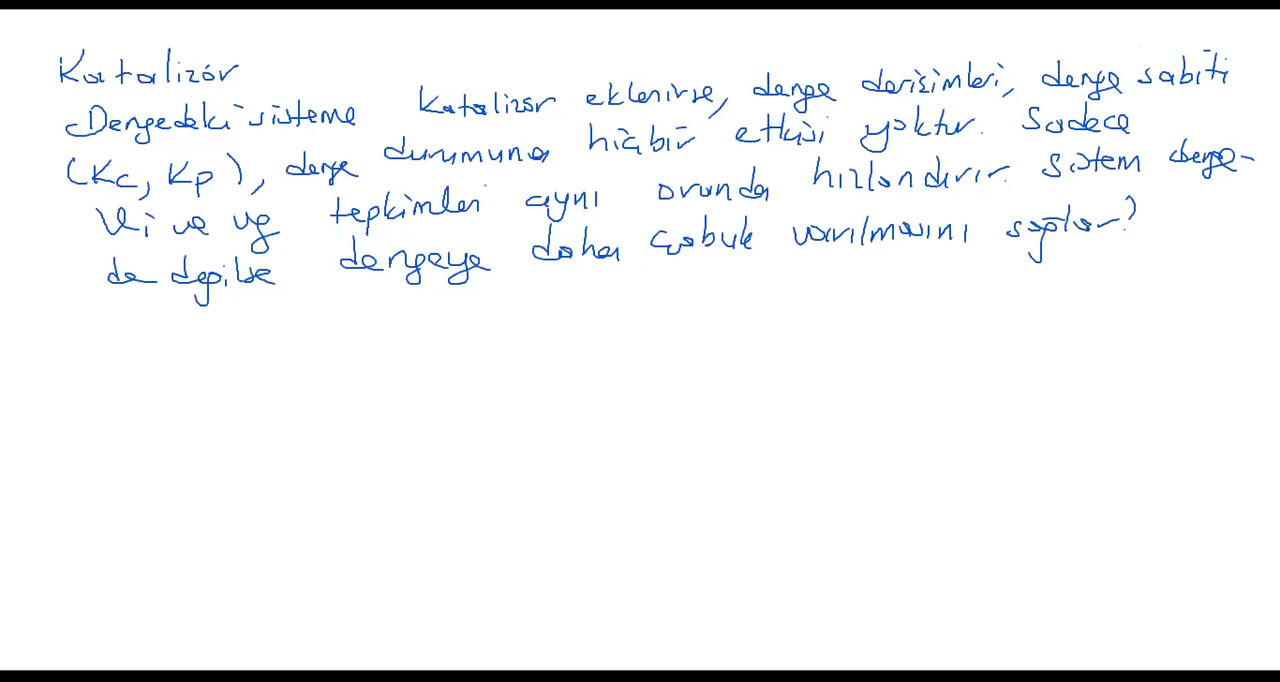 Katalizör
Dengedeki sisteme katalizör eklenirse, denge derişimleri, denge sabiti
(Kc, Kp), denge durumuna hiçbir etkisi yoktur. Sadece
ileri ve geri tepkimleri aynı oranda hızlandırır. Sistem denge-
de değilse dengeye daha çabuk varılmasını sağlar?